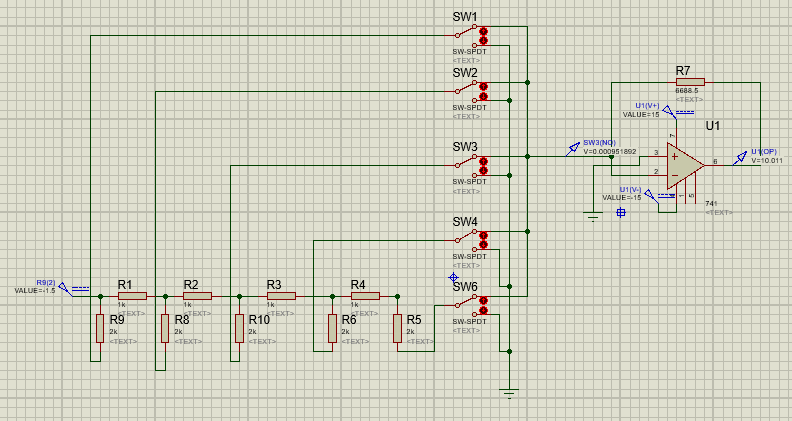 SW1
SW-SPDT
<TEXT>
SW2
SW-SPDT
<TEXT>
SW3
SW-SPDT
<TEXT>
SW4
SW-SPDT
<TEXT>
SW6
SW-SPDT
<TEXT>
R7
6688.5
<TEXT>
U1(V+)
VALUE=15
U1
SW3(NO)
V=0.000951892
7
3
2
6
1
5
U1(OP)
V=10.011
U1(V-)
VALUE=-15
741
<TEXT>
R9(2)
VALUE=-1.5
R1
1k
<TEXT>
R2
1k
<TEXT>
R3
1k
<TEXT>
R4
1k
<TEXT>
R9
2k
<TEXT>
R8
2k
<TEXT>
R10
2k
<TEXT>
R6
2k
<TEXT>
R5
2k
<TEXT>